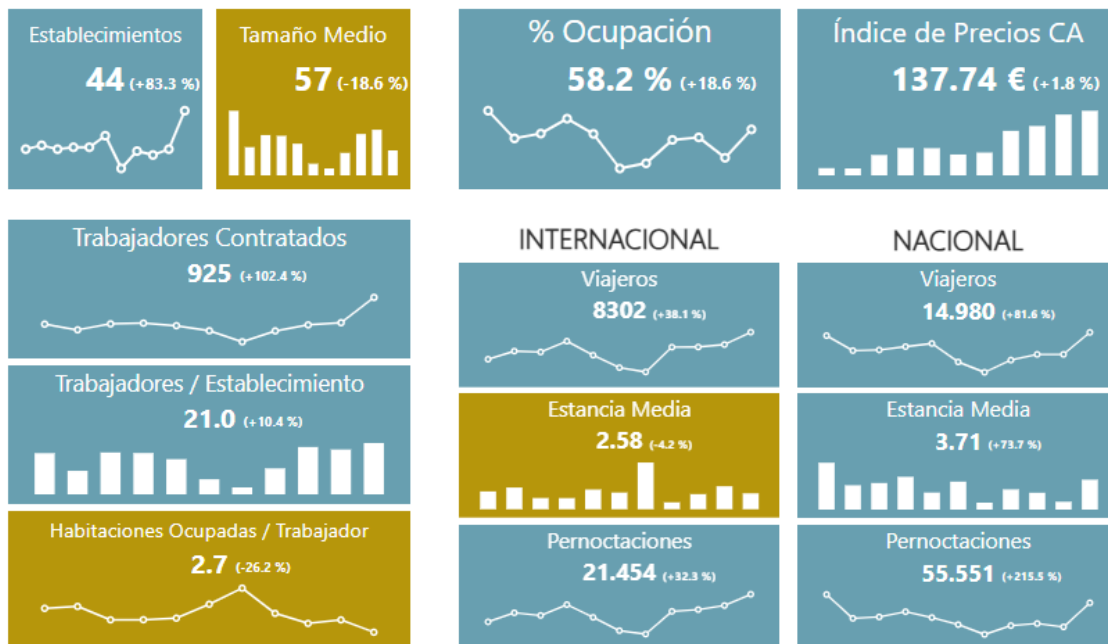 Establecimientos
44 (+83.3 %)
Tamaño Medio
57 (-18.6 %)
% Ocupación
58.2 % (+18.6 %)
Índice de Precios CA
137.74 € (+1.8 %)
Trabajadores Contratados
925 (+102.4 %)
Trabajadores / Establecimiento
21.0 (+10.4 %)
Habitaciones Ocupadas / Trabajador
2.7 (-26.2 %)
INTERNACIONAL
Viajeros
8302 (+38.1 %)
Estancia Media
2.58 (-4.2 %)
Pernoctaciones
21.454 (+32.3 %)
NACIONAL
Viajeros
14.980 (+81.6 %)
Estancia Media
3.71 (+73.7 %)
Pernoctaciones
55.551 (+215.5 %)